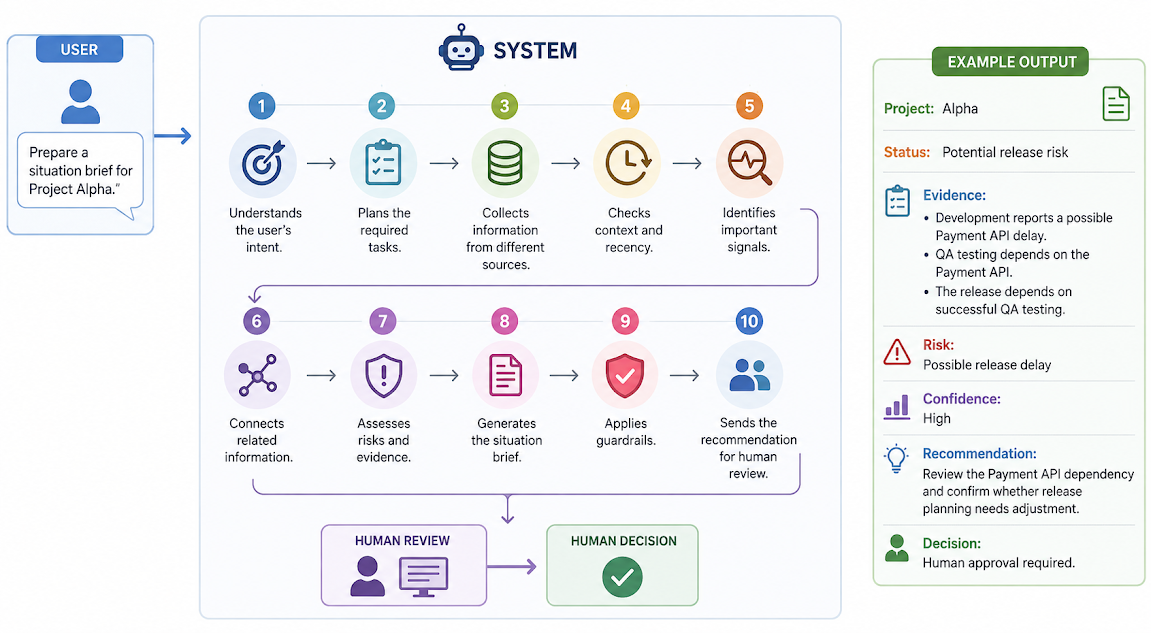 USER
Prepare a
situation brief for
Project Alpha.”
SYSTEM
1
2
3
4
5
Understands
the user's
intent.
Plans the
required
tasks.
Collects
information
from different
sources.
Checks
context and
recency.
Identifies
important
signals.
6
7
8
9
10
Connects
related
information.
Assesses
risks and
evidence.
Generates
the situation
brief.
Applies
guardrails.
Sends the
recommendation
for human
review.
HUMAN REVIEW
HUMAN DECISION
EXAMPLE OUTPUT
Project: Alpha
Status: Potential release risk
Evidence:
• Development reports a possible
Payment API delay.
• QA testing depends on the
Payment API.
• The release depends on
successful QA testing.
Risk:
Possible release delay
Confidence:
High
Recommendation:
Review the Payment API dependency
and confirm whether release
planning needs adjustment.
Decision:
Human approval required.